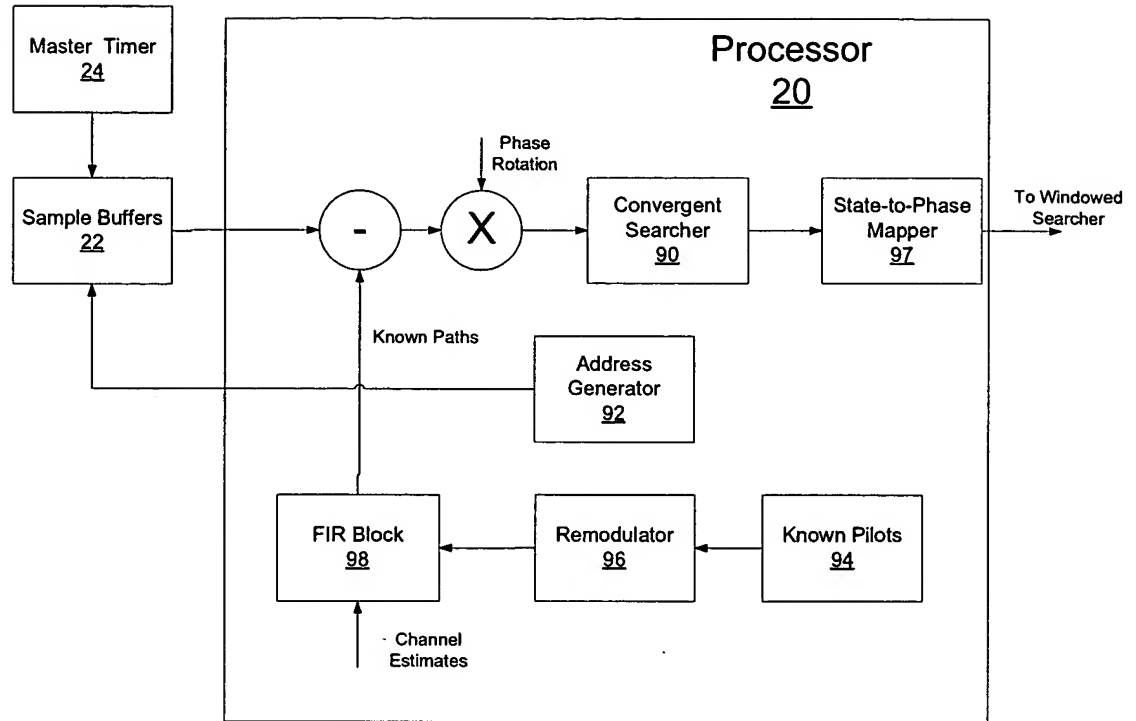 Master Timer
24
Processor
20
Phase
Rotation
Sample Buffers
22
-
X
Convergent
Searcher
90
State-to-Phase
Mapper
97
To Windowed
Searcher
Known Paths
Address
Generator
92
FIR Block
98
Remodulator
96
Known Pilots
94
Channel
Estimates